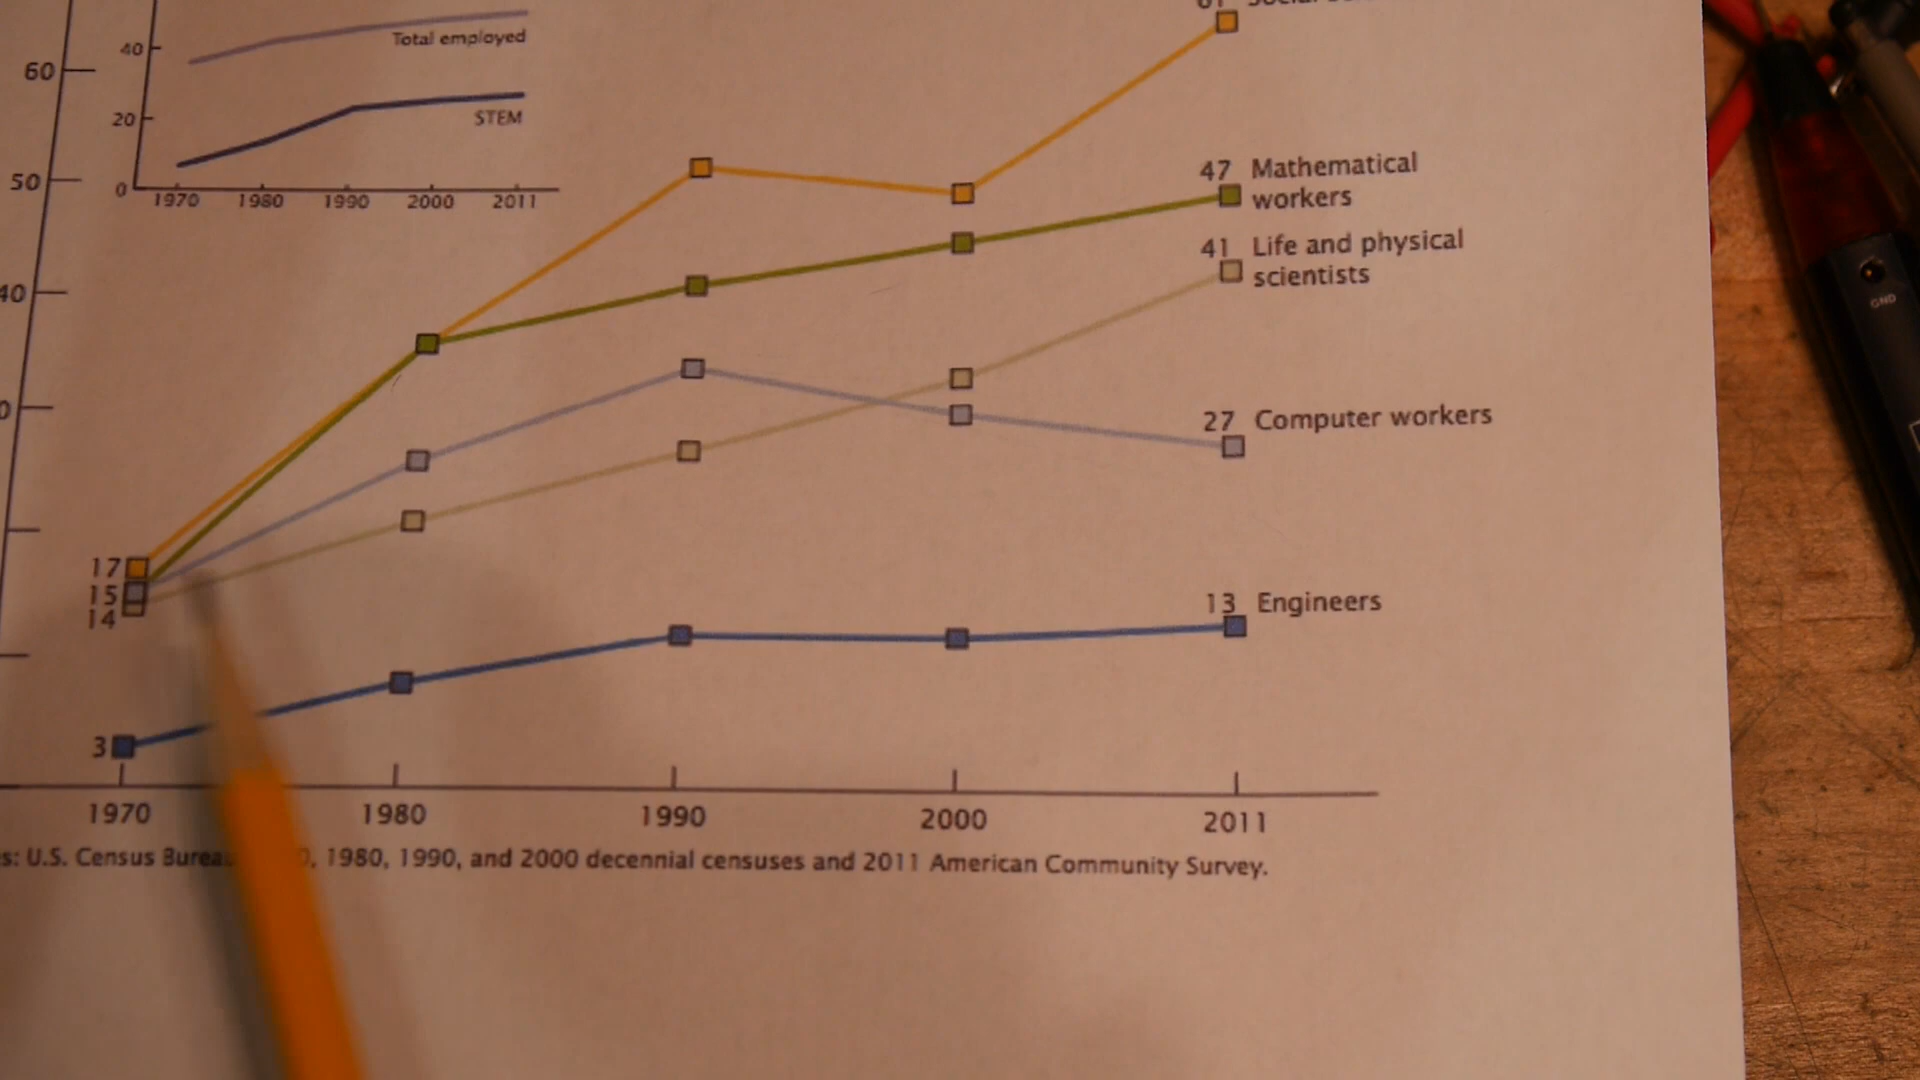 40
Total employed
60
20
STEM
0
1970 1980 1990 2000 2011
50
47 Mathematical
workers
41 Life and physical
scientists
40
27 Computer workers
17
15
14
13 Engineers
3
1970 1980 1990 2000 2011
U.S. Census 1980, 1990, and 2000 decennial censuses and 2011 American Community Survey.
GND